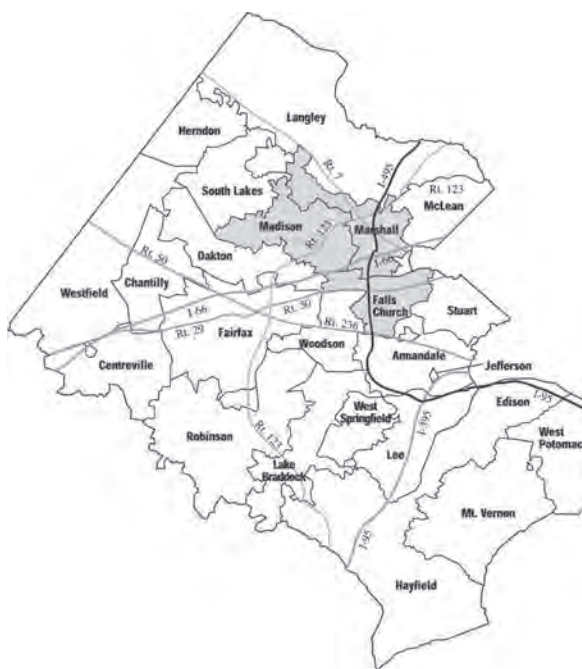 Langley
Herndon
Rt. 7
I-495
South Lakes
Rt. 123
McLean
Madison
Rt. 123
Marshall
Dakton
Rt. 50
I-66
Chantilly
Westfield
Falls
Church
Stuart
I-66
Rt. 50
Rt. 29
Fairfax
Rt. 236
Woodson
Annandale
Centreville
Jefferson
Edison
I-95
West
Springfield
West
Potomac
I-395
Robinson
Rt. 123
Lee
Lake
Braddock
Mt. Vernon
I-95
Hayfield